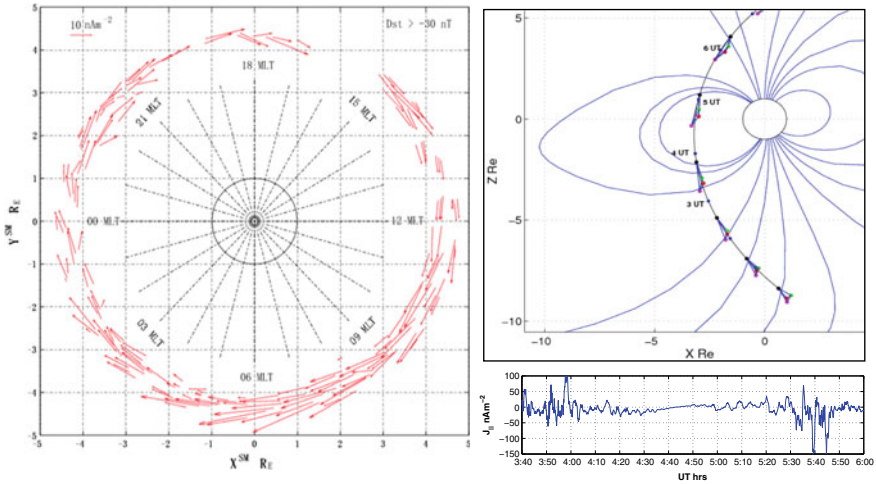 10 nAm⁻²
Dst > -30 nT
18 MLT
21 MLT
15 MLT
00 MLT
12 MLT
03 MLT
09 MLT
06 MLT
5
4
3
2
1
0
-1
-2
-3
-4
-5
Yˢᴹ Rᴇ
-5 -4 -3 -2 -1 0 1 2 3 4 5
Xˢᴹ Rᴇ
5
0
−5
−10
Z Re
6 UT
5 UT
4 UT
3 UT
−10 −5 0
X Re
100
50
0
-50
-100
-150
J|| nAm⁻²
3:40 3:50 4:00 4:10 4:20 4:30 4:40 4:50 5:00 5:10 5:20 5:30 5:40 5:50 6:00
UT hrs